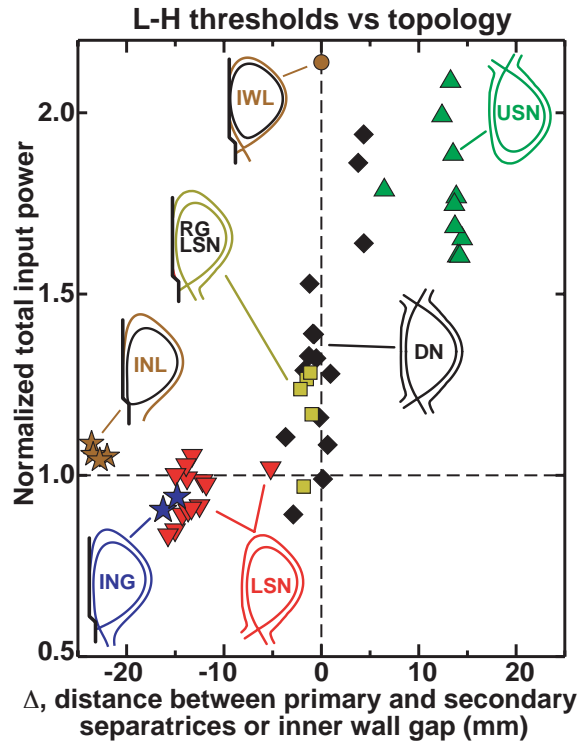 L-H thresholds vs topology
Normalized total input power
2.0
1.5
1.0
0.5
IWL
USN
RG
LSN
INL
DN
ING
LSN
-20
-10
0
10
20
Δ, distance between primary and secondary
separatrices or inner wall gap (mm)